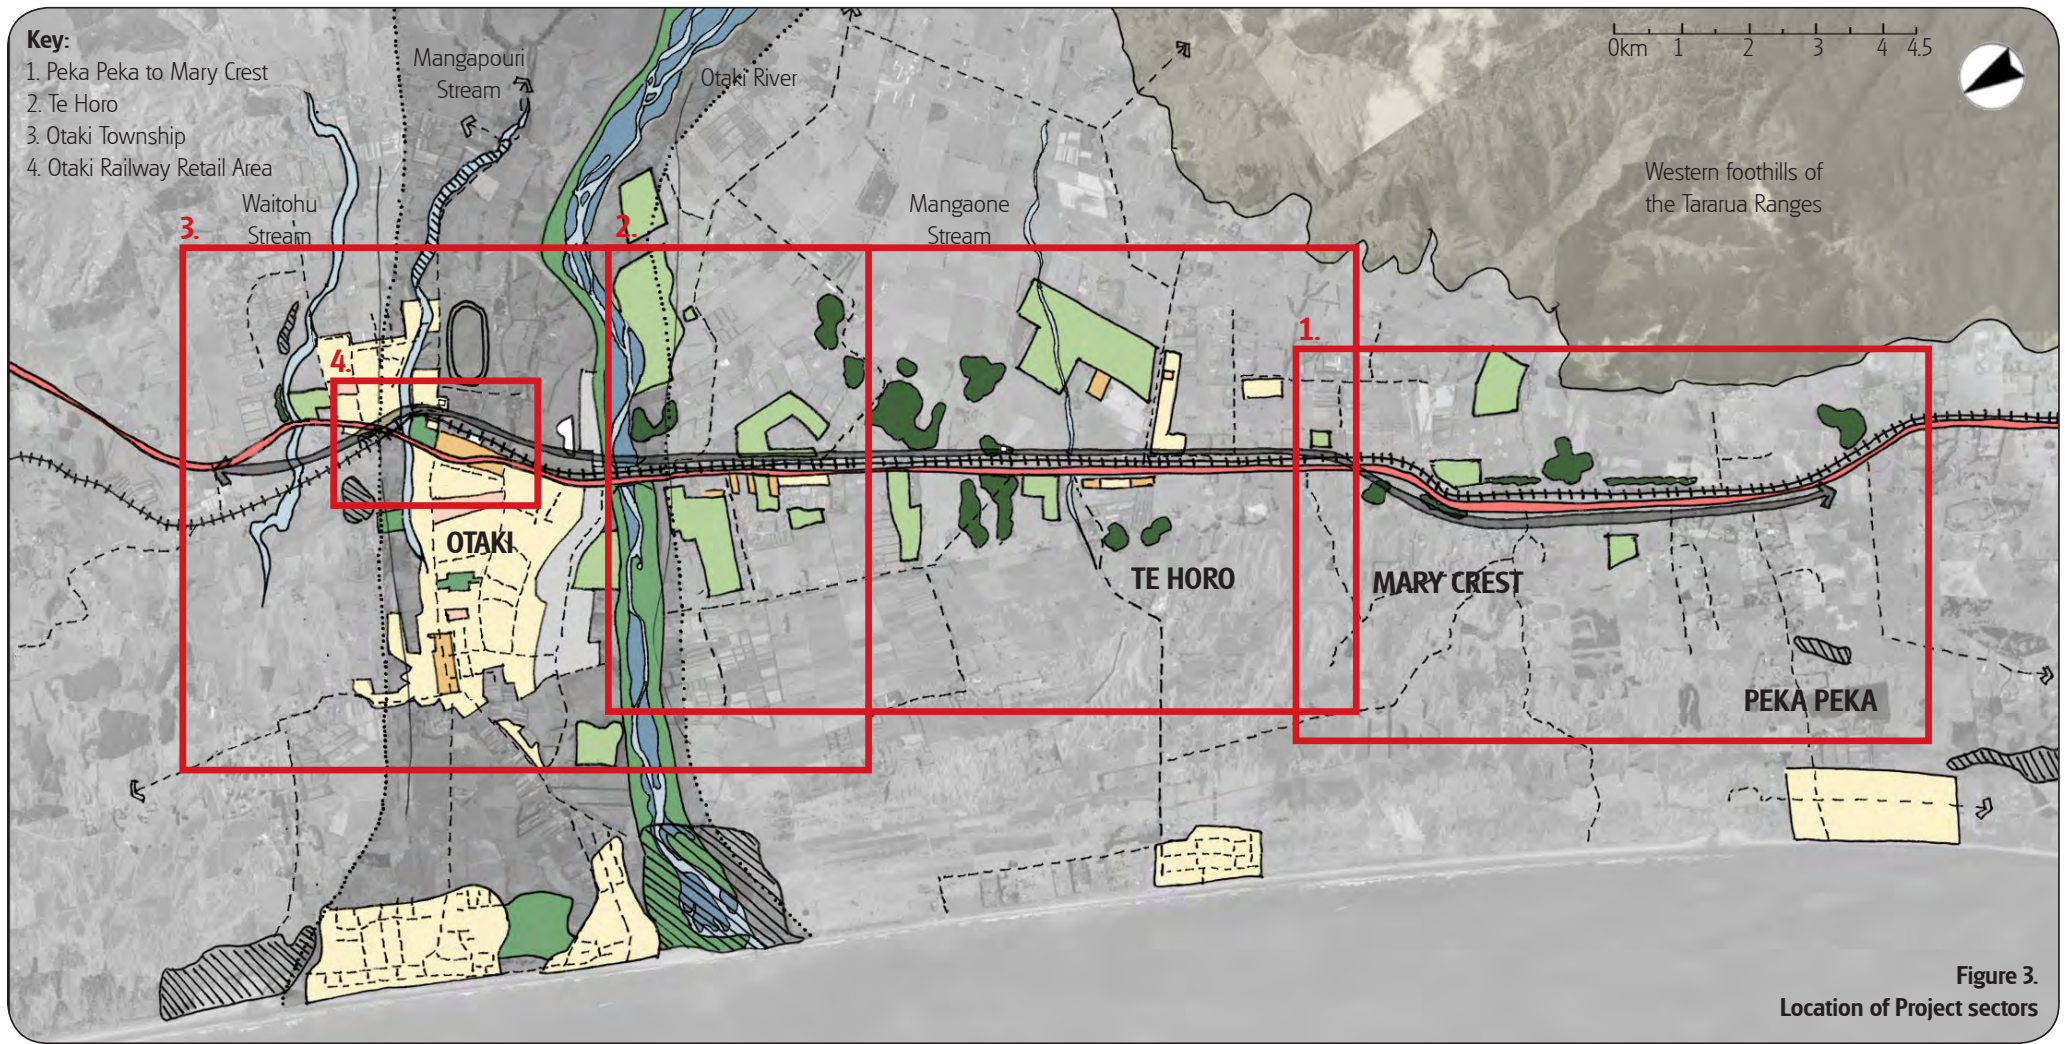 Key:
1. Peka Peka to Mary Crest
2. Te Horo
3. Otaki Township
4. Otaki Railway Retail Area
Mangapouri
Stream
Otaki River
0km 1 2 3 4 4.5
Western foothills of
the Tararua Ranges
Waitohu
Stream
Mangaone
Stream
3.
2.
1.
4.
OTAKI
TE HORO
MARY CREST
PEKA PEKA
Figure 3.
Location of Project sectors